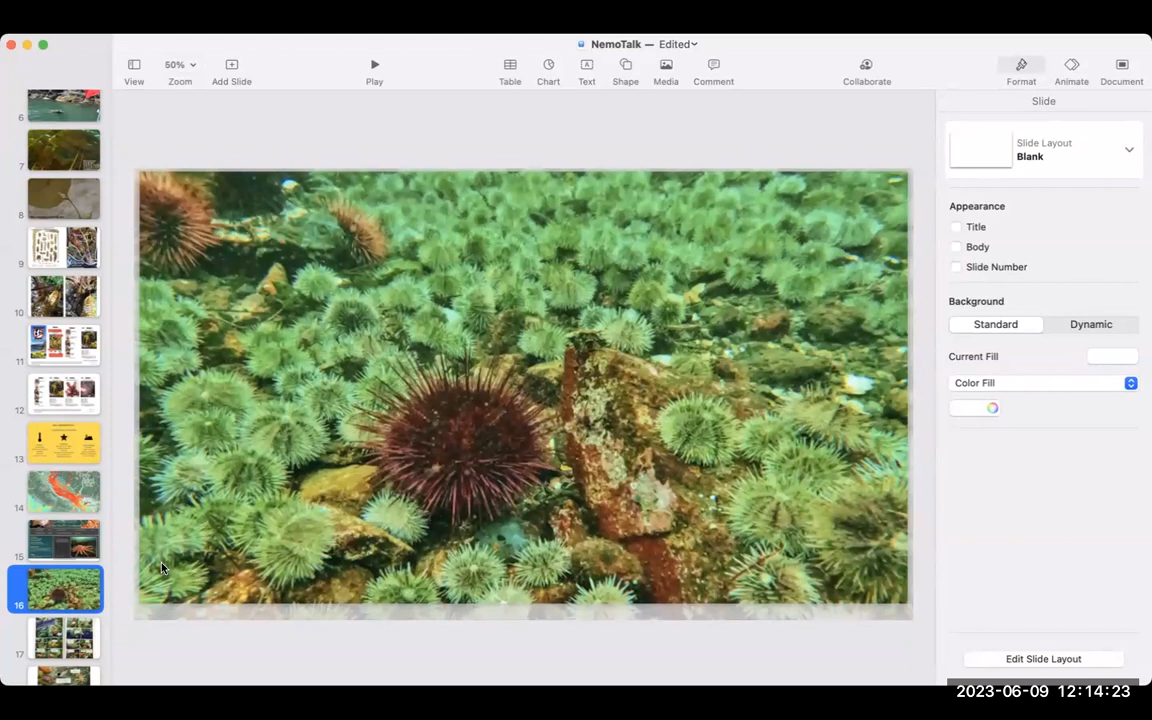 NemoTalk — Edited
50%
View
Zoom
Add Slide
Play
Table
Chart
Text
Shape
Media
Comment
Collaborate
Format
Animate
Document
Slide
Slide Layout
Blank
Appearance
Title
Body
Slide Number
Background
Standard
Dynamic
Current Fill
Color Fill
Edit Slide Layout
6
7
8
9
10
11
12
13
14
15
16
17
2023-06-09 12:14:23